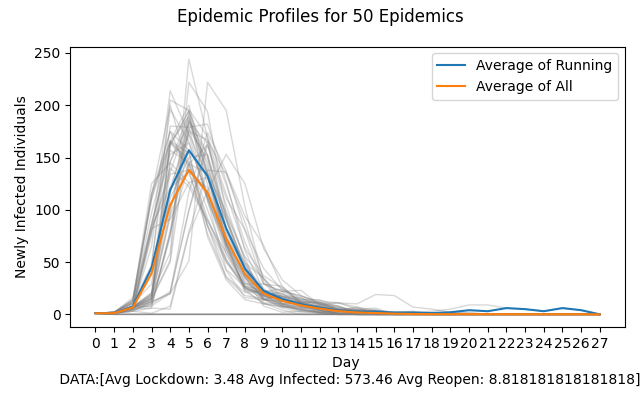 Epidemic Profiles for 50 Epidemics
250
200
150
100
50
0
Newly Infected Individuals
Average of Running
Average of All
0 1 2 3 4 5 6 7 8 9 10 11 12 13 14 15 16 17 18 19 20 21 22 23 24 25 26 27
Day
DATA:[Avg Lockdown: 3.48 Avg Infected: 573.46 Avg Reopen: 8.818181818181818]